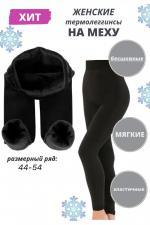 ХИТ
ЖЕНСКИЕ
термолеггинсы
НА МЕХУ
бесшовные
МЯГКИЕ
эластичные
размерный ряд:
44-54